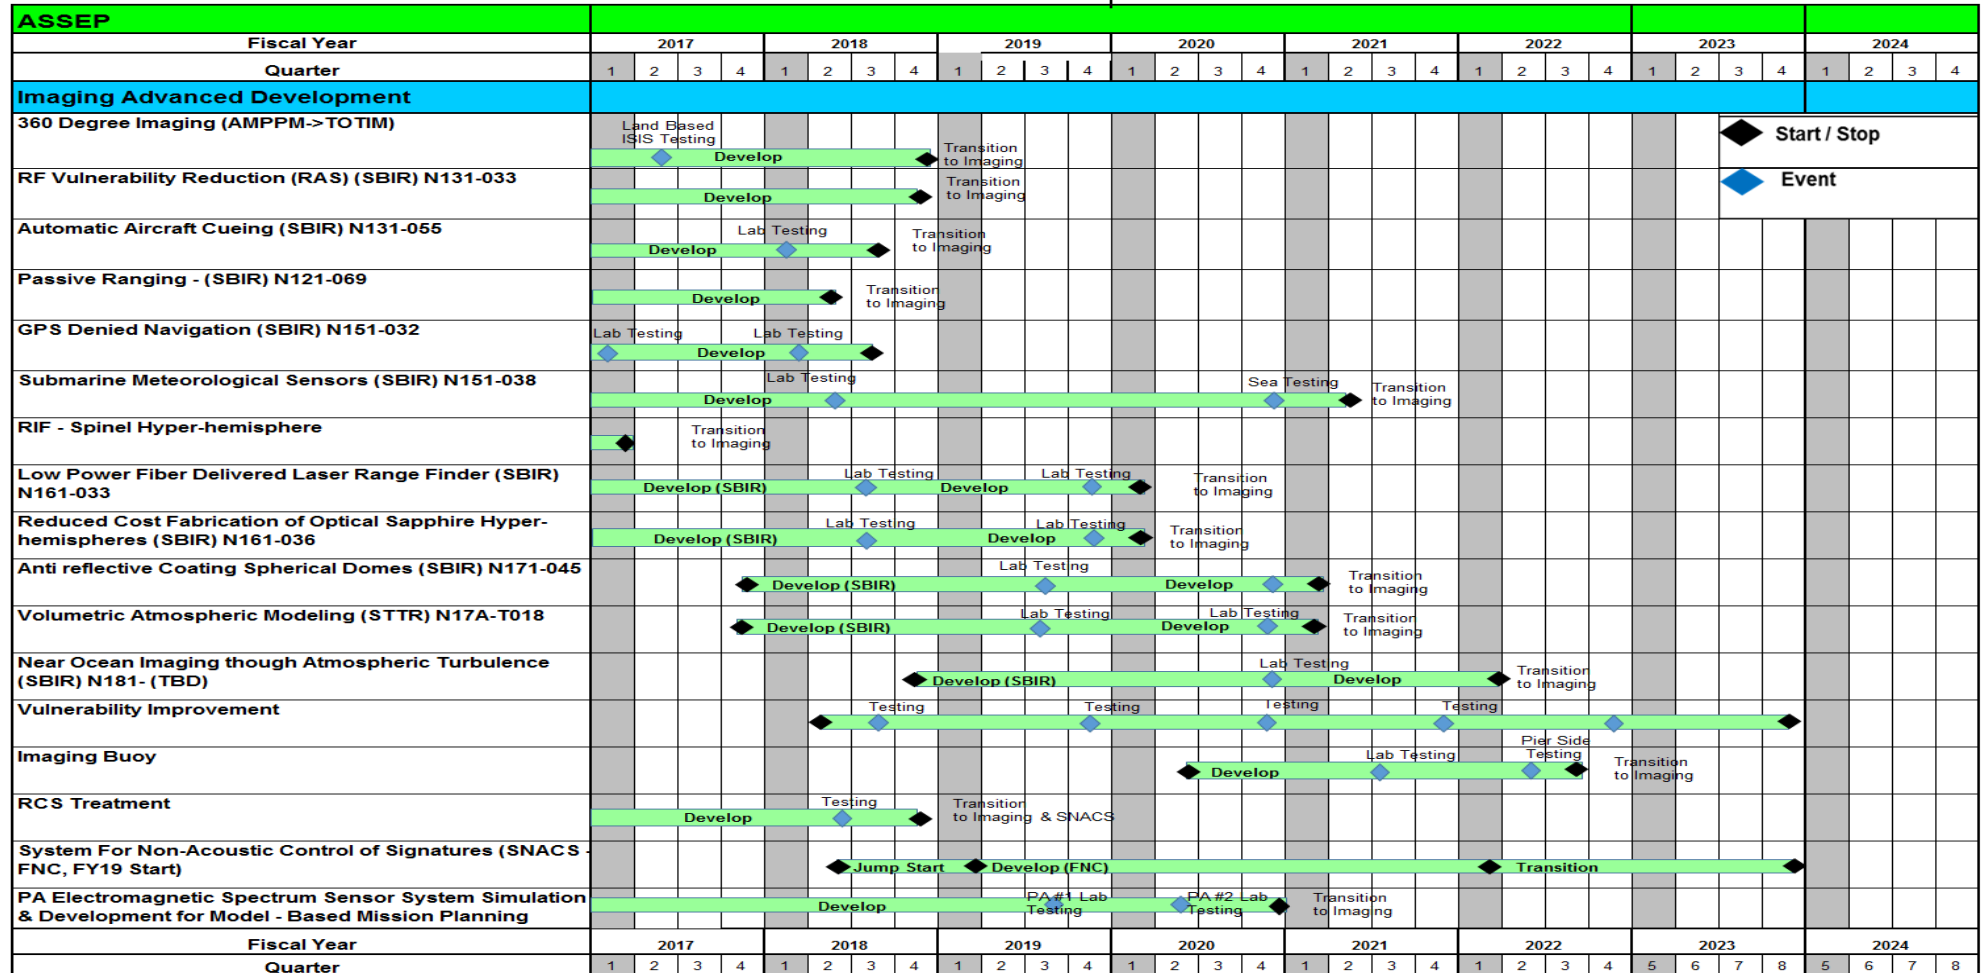 ASSEP
Fiscal Year 2017 2018 2019 2020 2021 2022 2023 2024
Quarter 1 2 3 4 1 2 3 4 1 2 3 4 1 2 3 4 1 2 3 4 1 2 3 4 1 2 3 4 1 2 3 4
Imaging Advanced Development
Start / Stop
Event
360 Degree Imaging (AMPPM->TOTIM)
Land Based
ISIS Testing
Develop
Transition
to Imaging
RF Vulnerability Reduction (RAS) (SBIR) N131-033
Develop
Transition
to Imaging
Automatic Aircraft Cueing (SBIR) N131-055
Lab Testing
Develop
Transition
to Imaging
Passive Ranging - (SBIR) N121-069
Develop
Transition
to Imaging
GPS Denied Navigation (SBIR) N151-032
Lab Testing Lab Testing
Develop
Submarine Meteorological Sensors (SBIR) N151-038
Lab Testing Sea Testing
Develop
Transition
to Imaging
RIF - Spinel Hyper-hemisphere
Transition
to Imaging
Low Power Fiber Delivered Laser Range Finder (SBIR)
N161-033
Lab Testing Lab Testing
Develop (SBIR) Develop
Transition
to Imaging
Reduced Cost Fabrication of Optical Sapphire Hyper-
hemispheres (SBIR) N161-036
Lab Testing Lab Testing
Develop (SBIR) Develop
Transition
to Imaging
Anti reflective Coating Spherical Domes (SBIR) N171-045
Lab Testing
Develop (SBIR) Develop
Transition
to Imaging
Volumetric Atmospheric Modeling (STTR) N17A-T018
Lab Testing Lab Testing
Develop (SBIR) Develop
Transition
to Imaging
Near Ocean Imaging though Atmospheric Turbulence
(SBIR) N181- (TBD)
Lab Testing
Develop (SBIR) Develop
Transition
to Imaging
Vulnerability Improvement
Testing Testing Testing Testing
Imaging Buoy
Develop
Lab Testing
Pier Side
Testing
Transition
to Imaging
RCS Treatment
Testing
Develop
Transition
to Imaging & SNACS
System For Non-Acoustic Control of Signatures (SNACS -
FNC, FY19 Start)
Jump Start Develop (FNC) Transition
PA Electromagnetic Spectrum Sensor System Simulation
& Development for Model - Based Mission Planning
Develop
PA #1 Lab
Testing
PA #2 Lab
Testing
Transition
to Imaging
Fiscal Year 2017 2018 2019 2020 2021 2022 2023 2024
Quarter 1 2 3 4 1 2 3 4 1 2 3 4 1 2 3 4 1 2 3 4 1 2 3 4 5 6 7 8 5 6 7 8